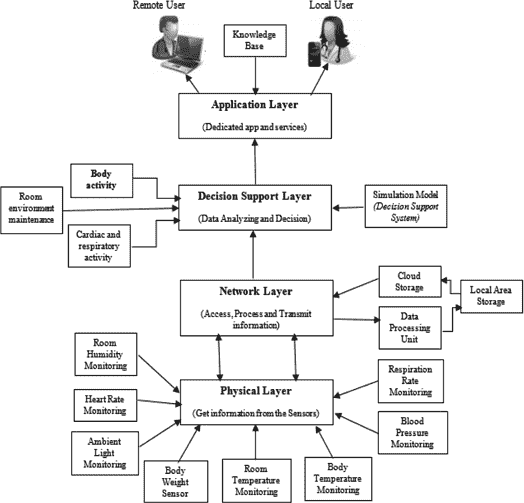 Remote User
Local User
Knowledge
Base
Application Layer
(Dedicated app and services)
Body
activity
Room
environment
maintenance
Cardiac and
respiratory
activity
Decision Support Layer
(Data Analyzing and Decision)
Simulation Model
(Decision Support
System)
Network Layer
(Access, Process and Transmit
information)
Cloud
Storage
Local Area
Storage
Data
Processing
Unit
Room
Humidity
Monitoring
Heart Rate
Monitoring
Ambient
Light
Monitoring
Physical Layer
(Get information from the Sensors)
Respiration
Rate
Monitoring
Blood
Pressure Monitoring
Body
Weight
Sensor
Room
Temperature
Monitoring
Body
Temperature
Monitoring